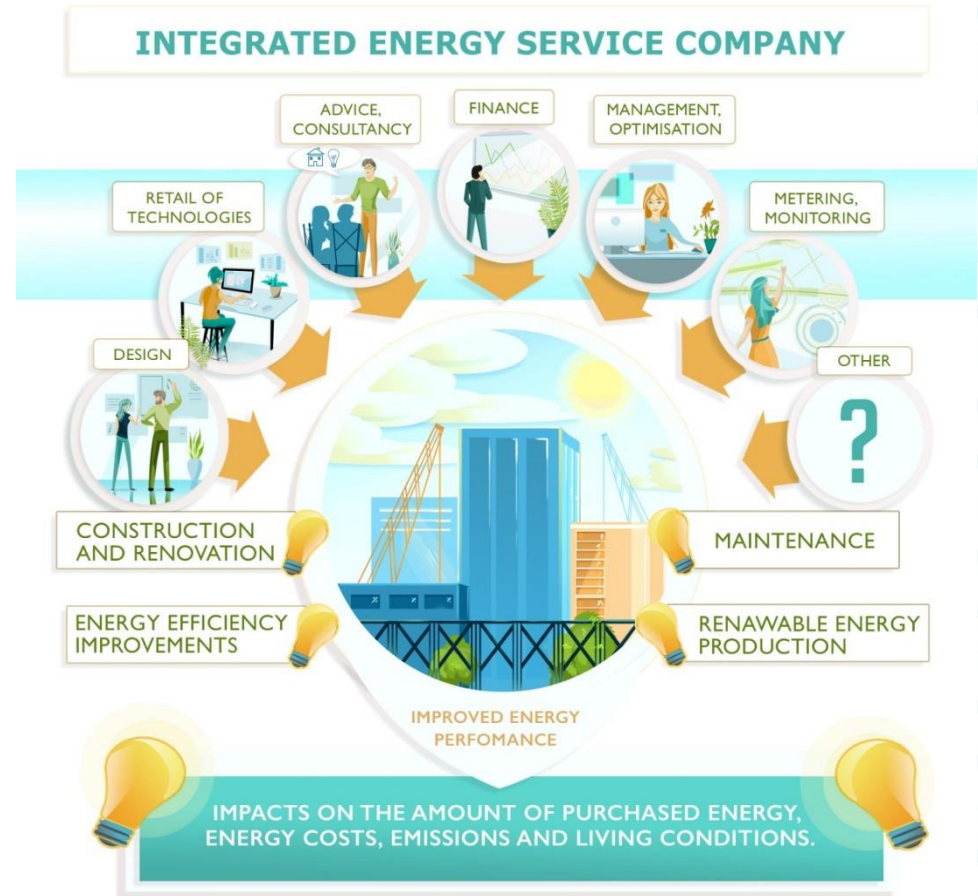 INTEGRATED ENERGY SERVICE COMPANY
ADVICE,
CONSULTANCY
FINANCE
MANAGEMENT,
OPTIMISATION
RETAIL OF
TECHNOLOGIES
METERING,
MONITORING
DESIGN
OTHER
?
CONSTRUCTION
AND RENOVATION
MAINTENANCE
ENERGY EFFICIENCY
IMPROVEMENTS
RENAWABLE ENERGY
PRODUCTION
IMPROVED ENERGY
PERFOMANCE
IMPACTS ON THE AMOUNT OF PURCHASED ENERGY,
ENERGY COSTS, EMISSIONS AND LIVING CONDITIONS.